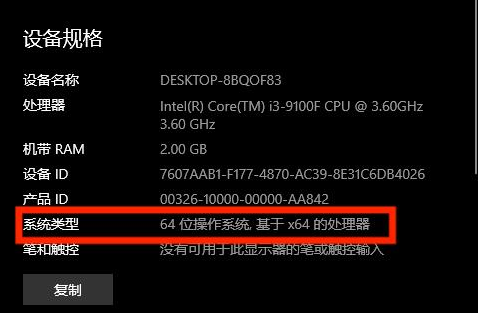 设备规格
设备名称 DESKTOP-8BQOF83
处理器 Intel(R) Core(TM) i3-9100F CPU @ 3.60GHz
3.60 GHz
机带 RAM 2.00 GB
设备 ID 7607AAB1-F177-4870-AC39-8E31C6DB4026
产品 ID 00326-10000-00000-AA842
系统类型 64 位操作系统, 基于 x64 的处理器
笔和触控 没有可用于此显示器的笔或触控输入
复制